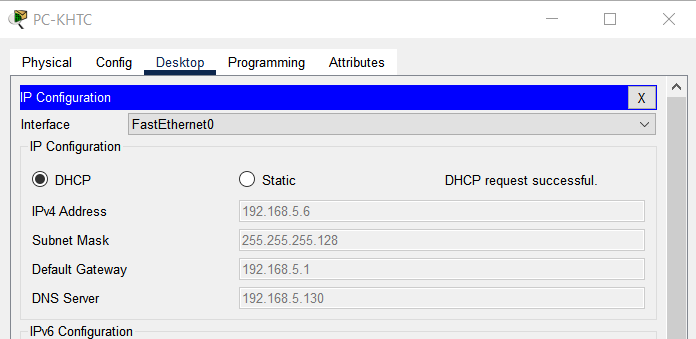 PC-KHTC
Physical Config Desktop Programming Attributes
IP Configuration X
Interface FastEthernet0
IP Configuration
DHCP Static DHCP request successful.
IPv4 Address 192.168.5.6
Subnet Mask 255.255.255.128
Default Gateway 192.168.5.1
DNS Server 192.168.5.130
IPv6 Configuration